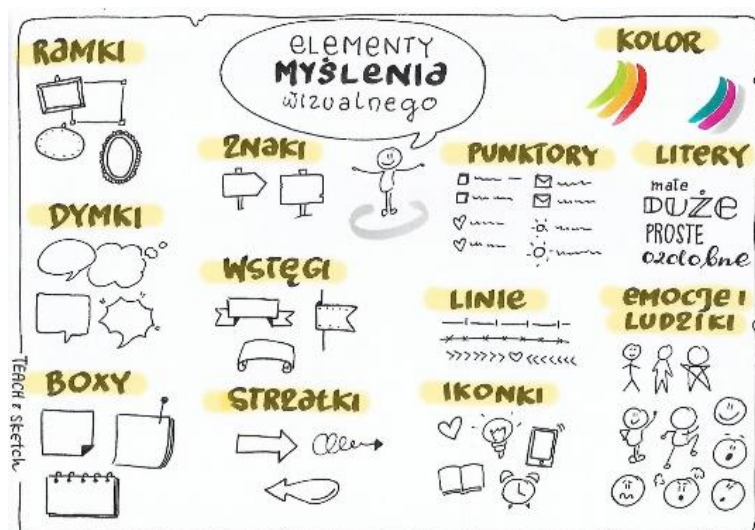 RAMKI
ELEMENTY
MYŚLENIA
wizualnego
KOLOR
ZNAKI
PUNKTORY
LITERY
małe
DUŻE
PROSTE
ozdobne
DYMKI
WSTĘGI
LINIE
EMOCJE I
LUDZIKI
BOXY
STRZAŁKI
IKONKI
TEACH & sketch